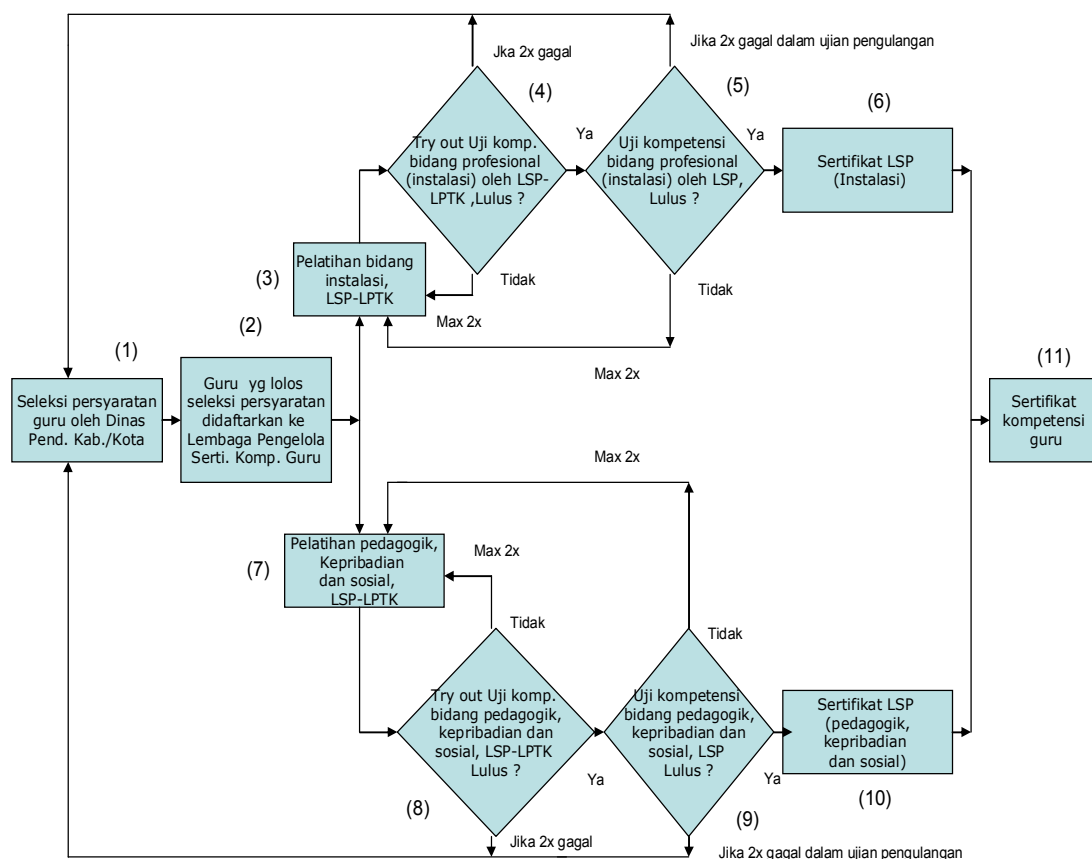 Jka 2x gagal
Jika 2x gagal dalam ujian pengulangan
(4)
(5)
(6)
Try out Uji komp.
bidang profesional
(instalasi) oleh LSP-
LPTK ,Lulus ?
Ya
Uji kompetensi
bidang profesional
(instalasi) oleh LSP,
Lulus ?
Ya
Sertifikat LSP
(Instalasi)
(3)
Pelatihan bidang
instalasi,
LSP-LPTK
Tidak
Max 2x
Tidak
Max 2x
(1)
Seleksi persyaratan
guru oleh Dinas
Pend. Kab./Kota
(2)
Guru yg lolos
seleksi persyaratan
didaftarkan ke
Lembaga Pengelola
Serti. Komp. Guru
(11)
Sertifikat
kompetensi
guru
Max 2x
(7)
Pelatihan pedagogik,
Kepribadian
dan sosial,
LSP-LPTK
Max 2x
Tidak
Tidak
Try out Uji komp.
bidang pedagogik,
kepribadian dan
sosial, LSP-LPTK
Lulus ?
Ya
Uji kompetensi
bidang pedagogik,
kepribadian dan
sosial, LSP
Lulus ?
Ya
Sertifikat LSP
(pedagogik,
kepribadian
dan sosial)
(8)
(9)
(10)
Jika 2x gagal
Jika 2x gagal dalam ujian pengulangan